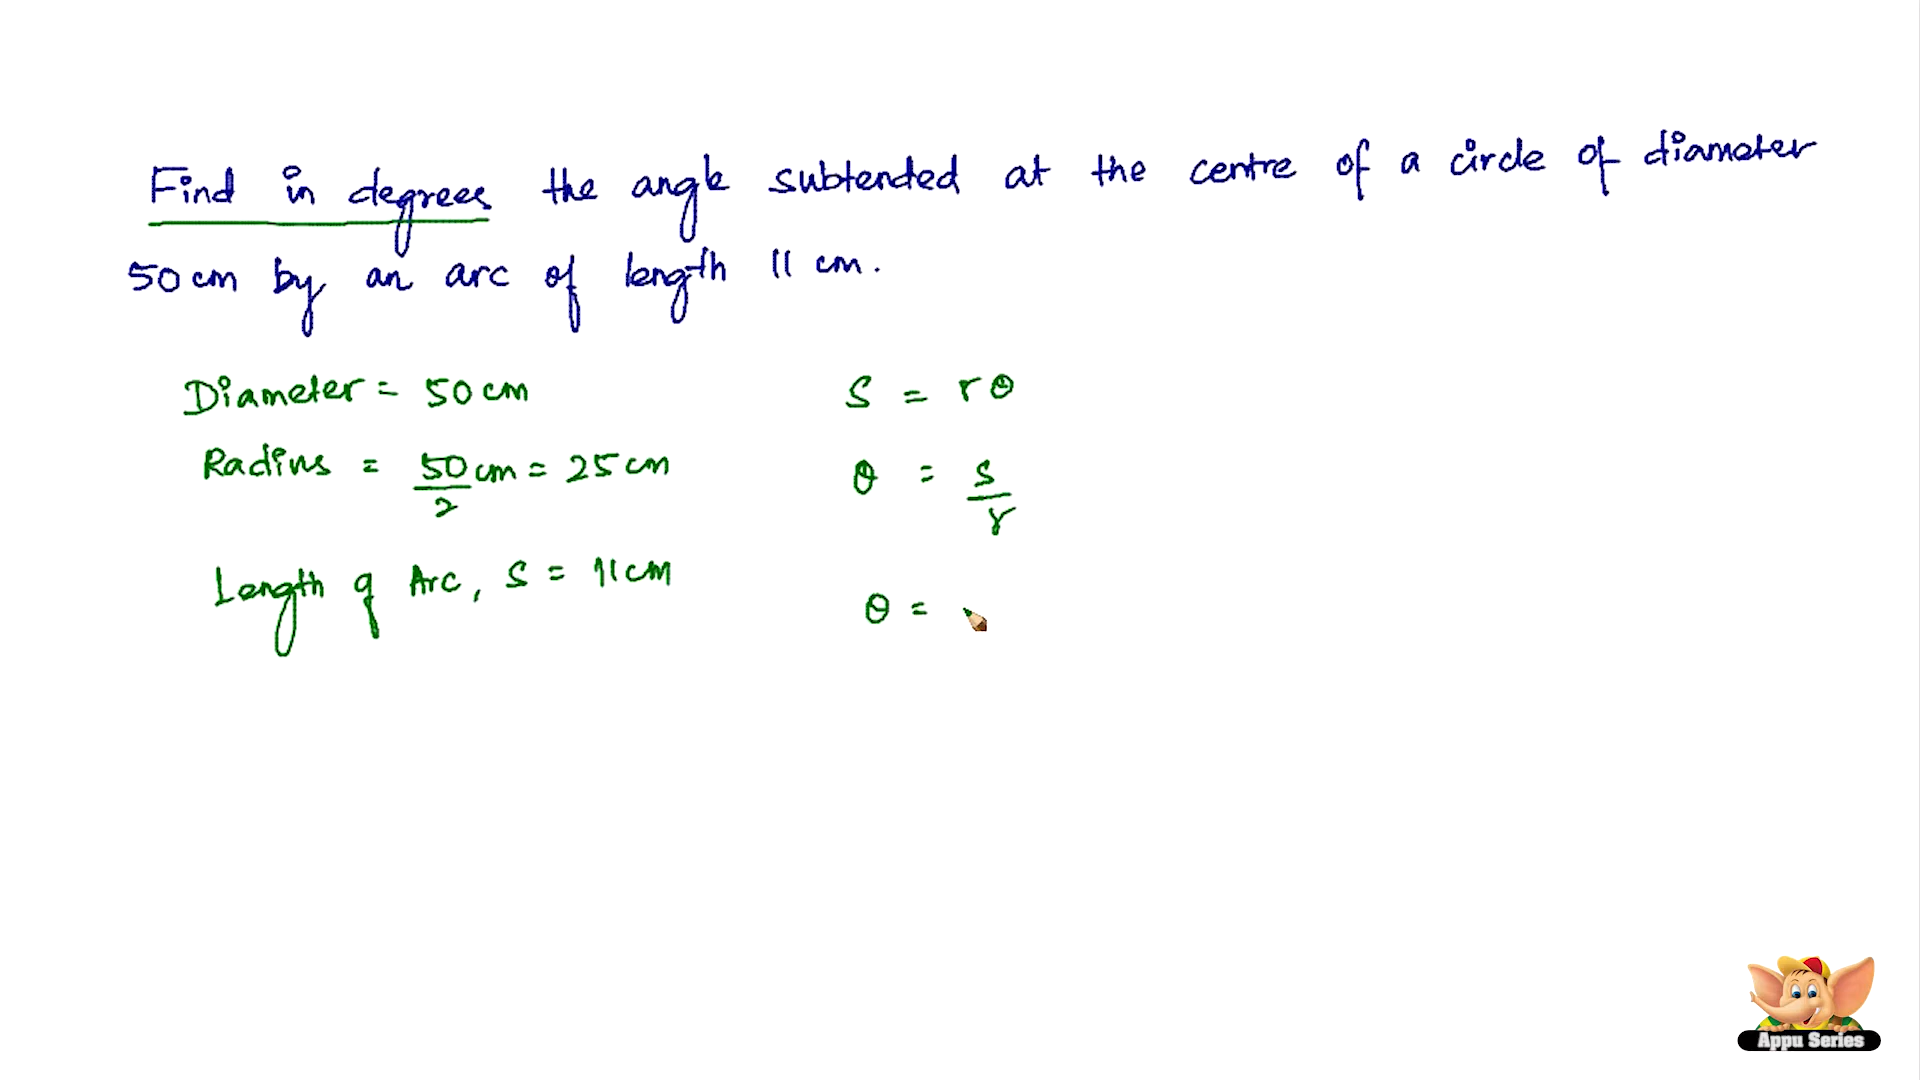 Find in degrees the angle subtended at the centre of a circle of diameter
50 cm by an arc of length 11 cm.
Diameter = 50 cm
Radius = 50/2 cm = 25 cm
Length of Arc, S = 11 cm
S = rθ
θ = S/r
θ =
Appu Series